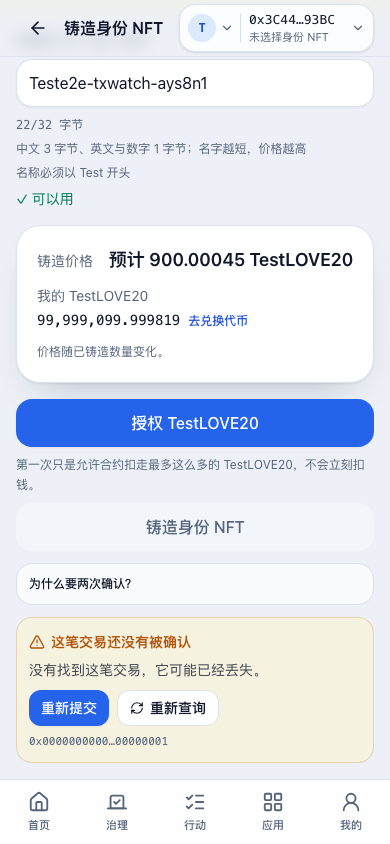 铸造身份 NFT
T
0x3C44…93BC
未选择身份 NFT
Teste2e-txwatch-ays8n1
22/32 字节
中文 3 字节、英文与数字 1 字节；名字越短，价格越高
名称必须以 Test 开头
可以用
铸造价格 预计 900.00045 TestLOVE20
我的 TestLOVE20
99,999,099.999819 去兑换代币
价格随已铸造数量变化。
授权 TestLOVE20
第一次只是允许合约扣走最多这么多的 TestLOVE20，不会立刻扣
钱。
铸造身份 NFT
为什么要两次确认?
这笔交易还没有被确认
没有找到这笔交易，它可能已经丢失。
重新提交 重新查询
0x0000000000…00000001
首页 治理 行动 应用 我的